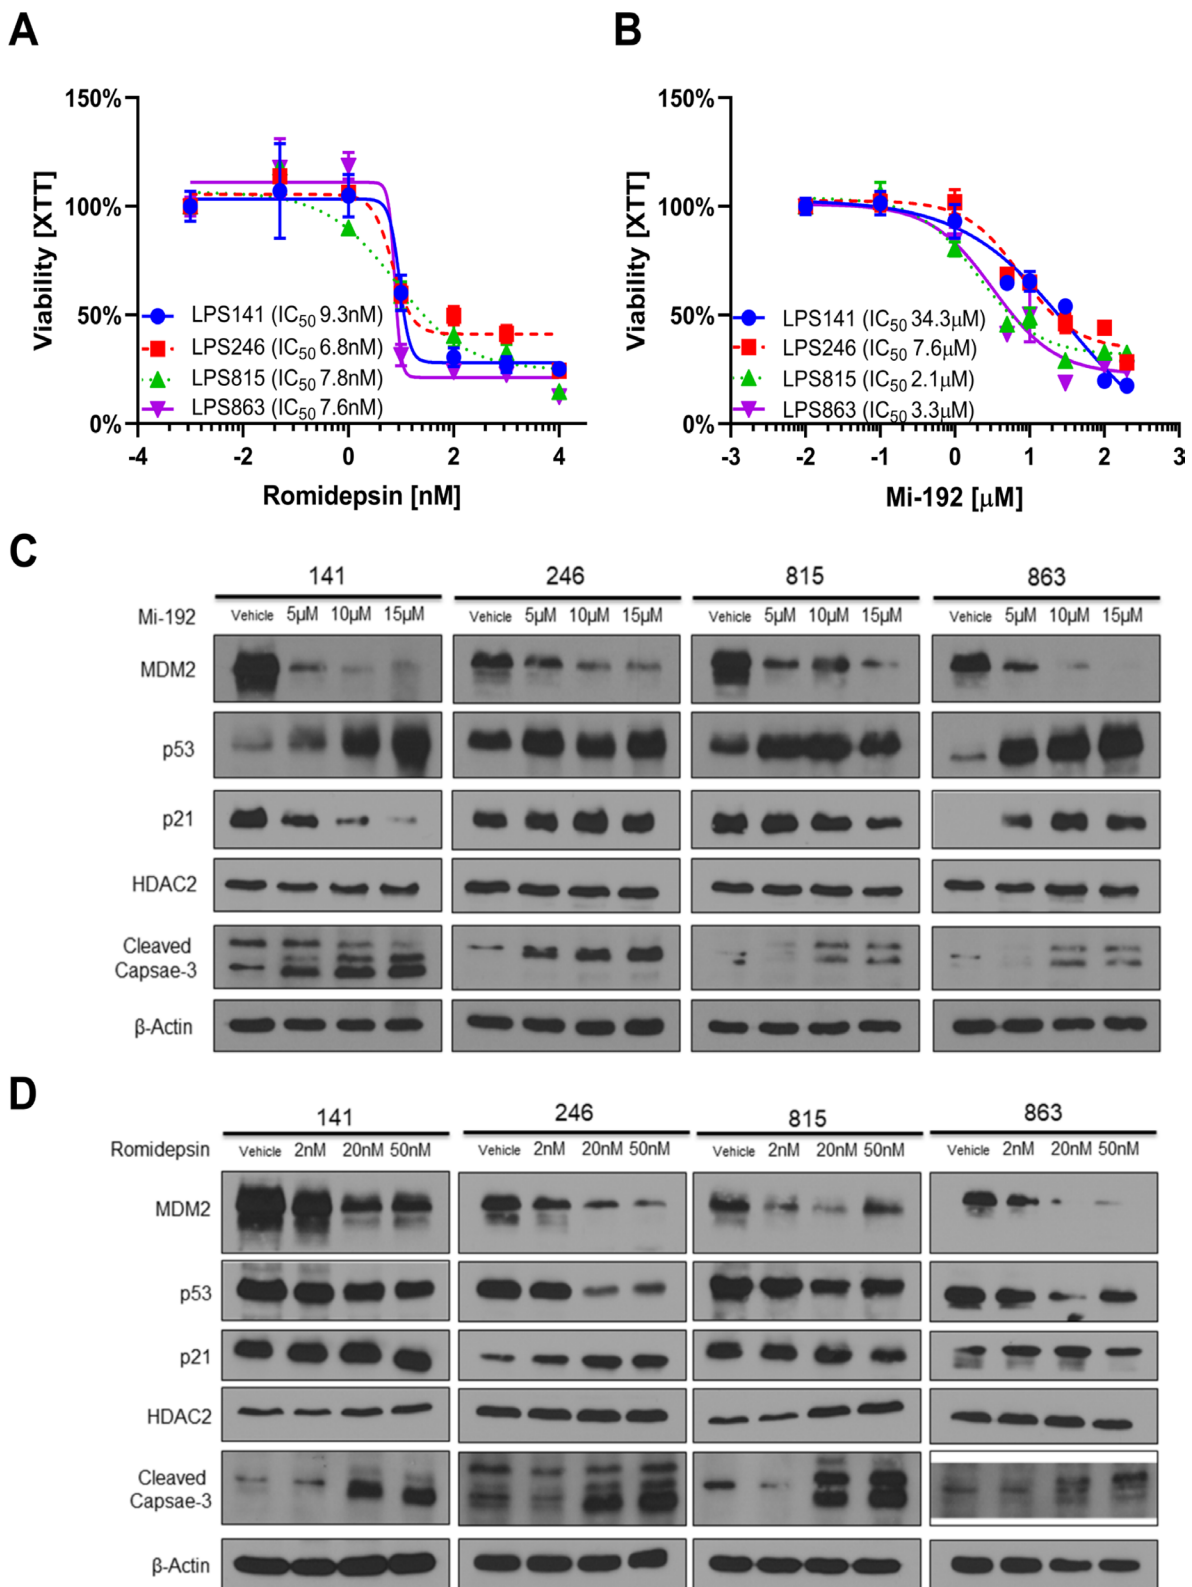 A
B
150%
100%
50%
0%
Viability [XTT]
LPS141 (IC50 9.3nM)
LPS246 (IC50 6.8nM)
LPS815 (IC50 7.8nM)
LPS863 (IC50 7.6nM)
-4 -2 0 2 4
Romidepsin [nM]
150%
100%
50%
0%
Viability [XTT]
LPS141 (IC50 34.3μM)
LPS246 (IC50 7.6μM)
LPS815 (IC50 2.1μM)
LPS863 (IC50 3.3μM)
-3 -2 -1 0 1 2 3
Mi-192 [μM]
C
141 246 815 863
Mi-192 Vehicle 5μM 10μM 15μM Vehicle 5μM 10μM 15μM Vehicle 5μM 10μM 15μM Vehicle 5μM 10μM 15μM
MDM2
p53
p21
HDAC2
Cleaved
Capsae-3
β-Actin
D
141 246 815 863
Romidepsin Vehicle 2nM 20nM 50nM Vehicle 2nM 20nM 50nM Vehicle 2nM 20nM 50nM Vehicle 2nM 20nM 50nM
MDM2
p53
p21
HDAC2
Cleaved
Capsae-3
β-Actin